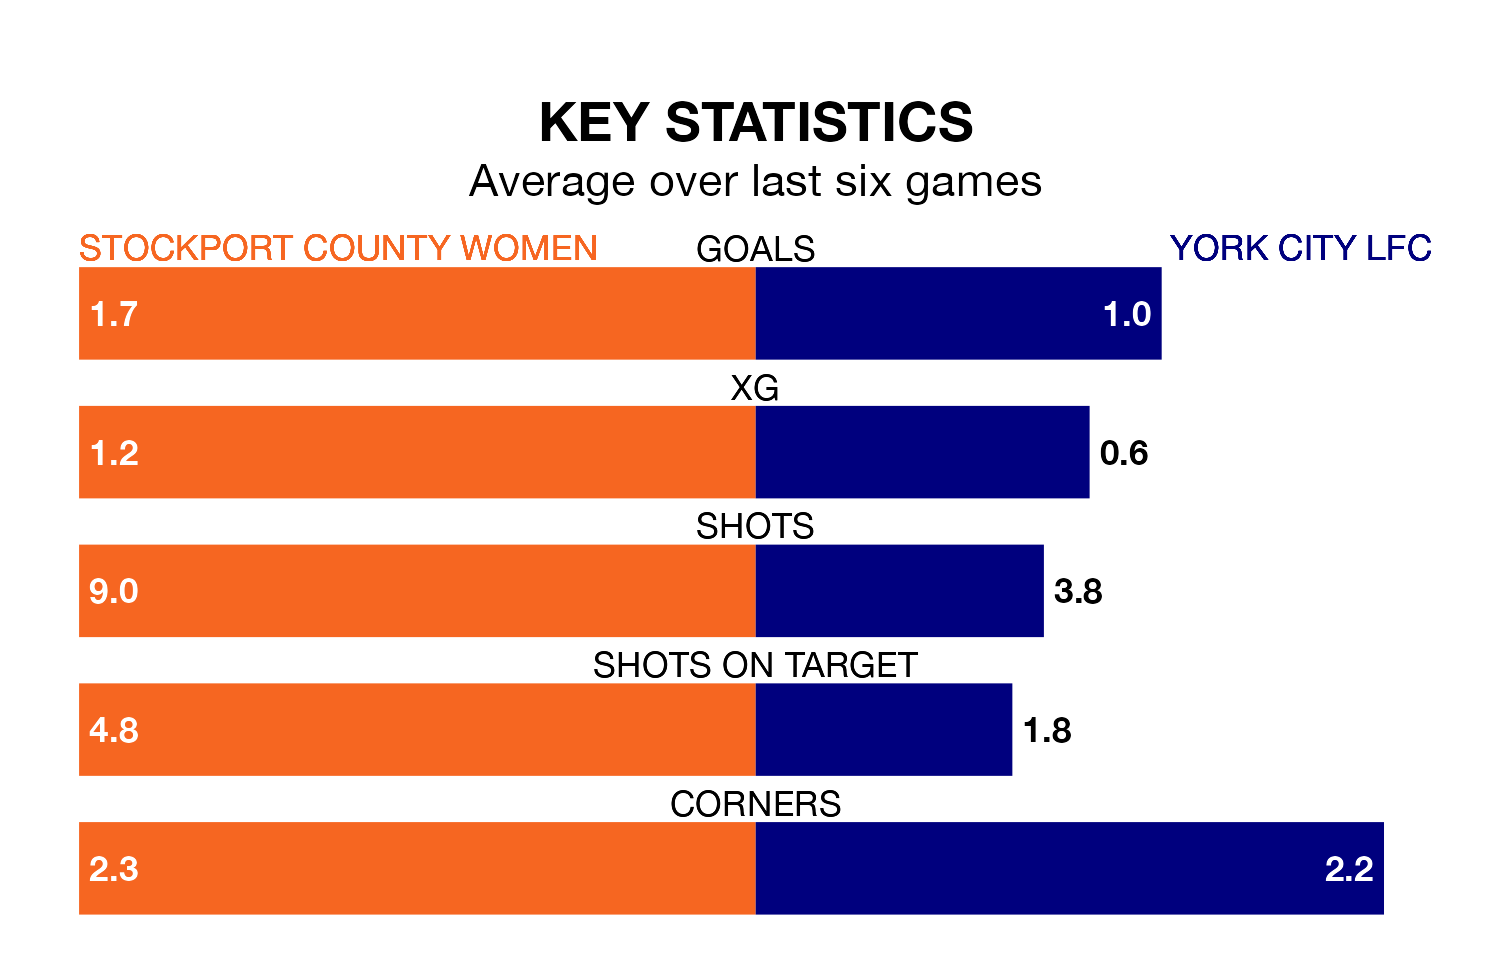 KEY STATISTICS
Average over last six games
STOCKPORT COUNTY WOMEN GOALS YORK CITY LFC
1.7 1.0
XG
1.2 0.6
SHOTS
9.0 3.8
SHOTS ON TARGET
4.8 1.8
CORNERS
2.3 2.2